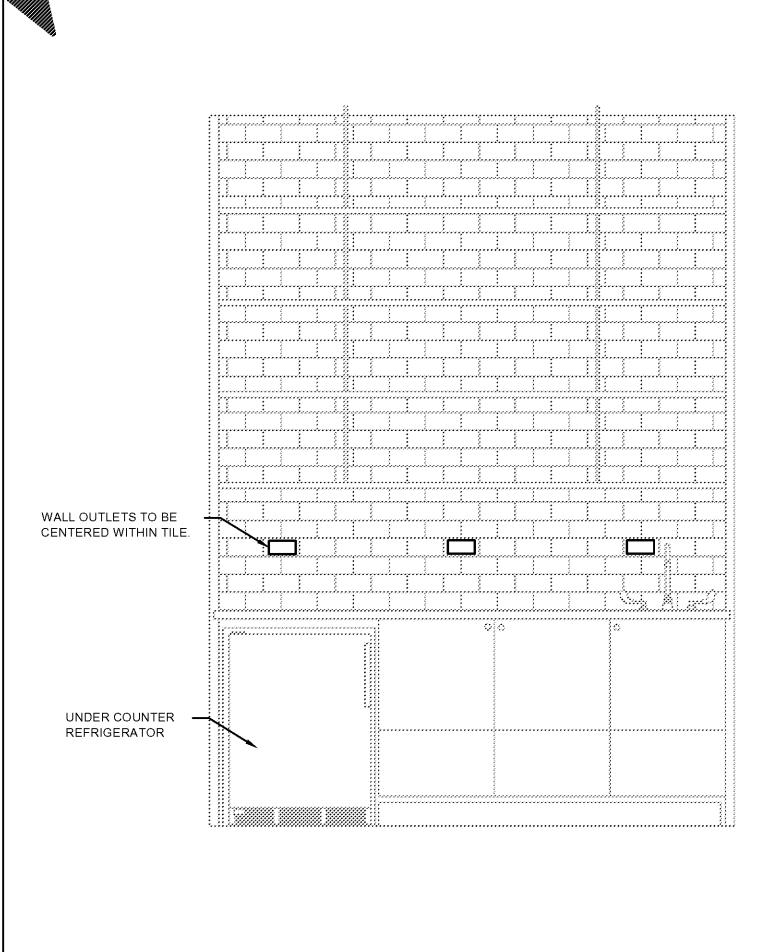 WALL OUTLETS TO BE
CENTERED WITHIN TILE.
UNDER COUNTER
REFRIGERATOR